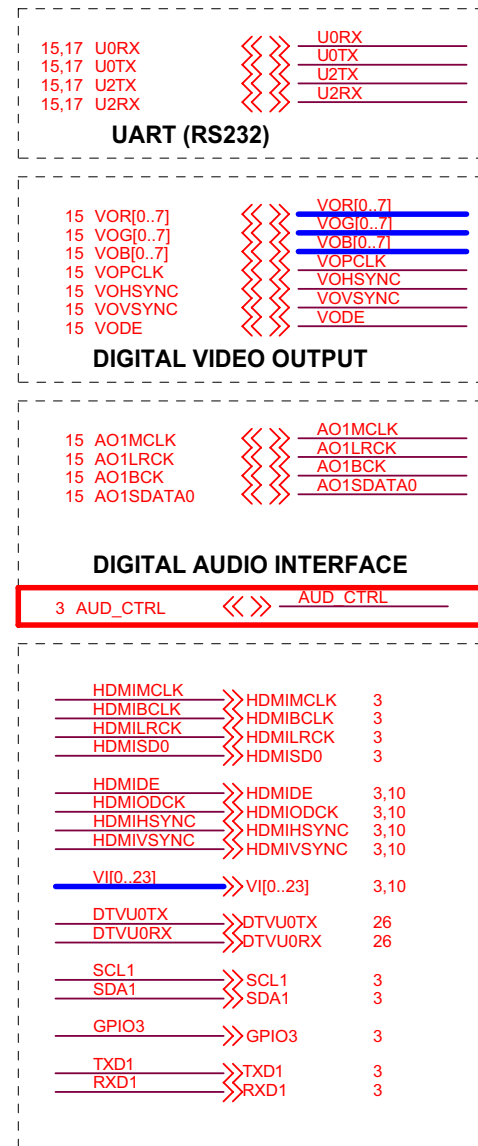 15,17 U0RX U0RX
15,17 U0TX U0TX
15,17 U2TX U2TX
15,17 U2RX U2RX
UART (RS232)
15 VOR[0..7] VOR[0..7]
15 VOG[0..7] VOG[0..7]
15 VOB[0..7] VOB[0..7]
15 VOPCLK VOPCLK
15 VOHSYNC VOHSYNC
15 VOVSYNC VOVSYNC
15 VODE VODE
DIGITAL VIDEO OUTPUT
15 AO1MCLK AO1MCLK
15 AO1LRCK AO1LRCK
15 AO1BCK AO1BCK
15 AO1SDATA0 AO1SDATA0
DIGITAL AUDIO INTERFACE
3 AUD_CTRL AUD_CTRL
HDMIMCLK HDMIMCLK 3
HDMIBCLK HDMIBCLK 3
HDMILRCK HDMILRCK 3
HDMISD0 HDMISD0 3
HDMIDE HDMIDE 3,10
HDMIODCK HDMIODCK 3,10
HDMIHSYNC HDMIHSYNC 3,10
HDMIVSYNC HDMIVSYNC 3,10
VI[0..23] VI[0..23] 3,10
DTVU0TX DTVU0TX 26
DTVU0RX DTVU0RX 26
SCL1 SCL1 3
SDA1 SDA1 3
GPIO3 GPIO3 3
TXD1 TXD1 3
RXD1 RXD1 3